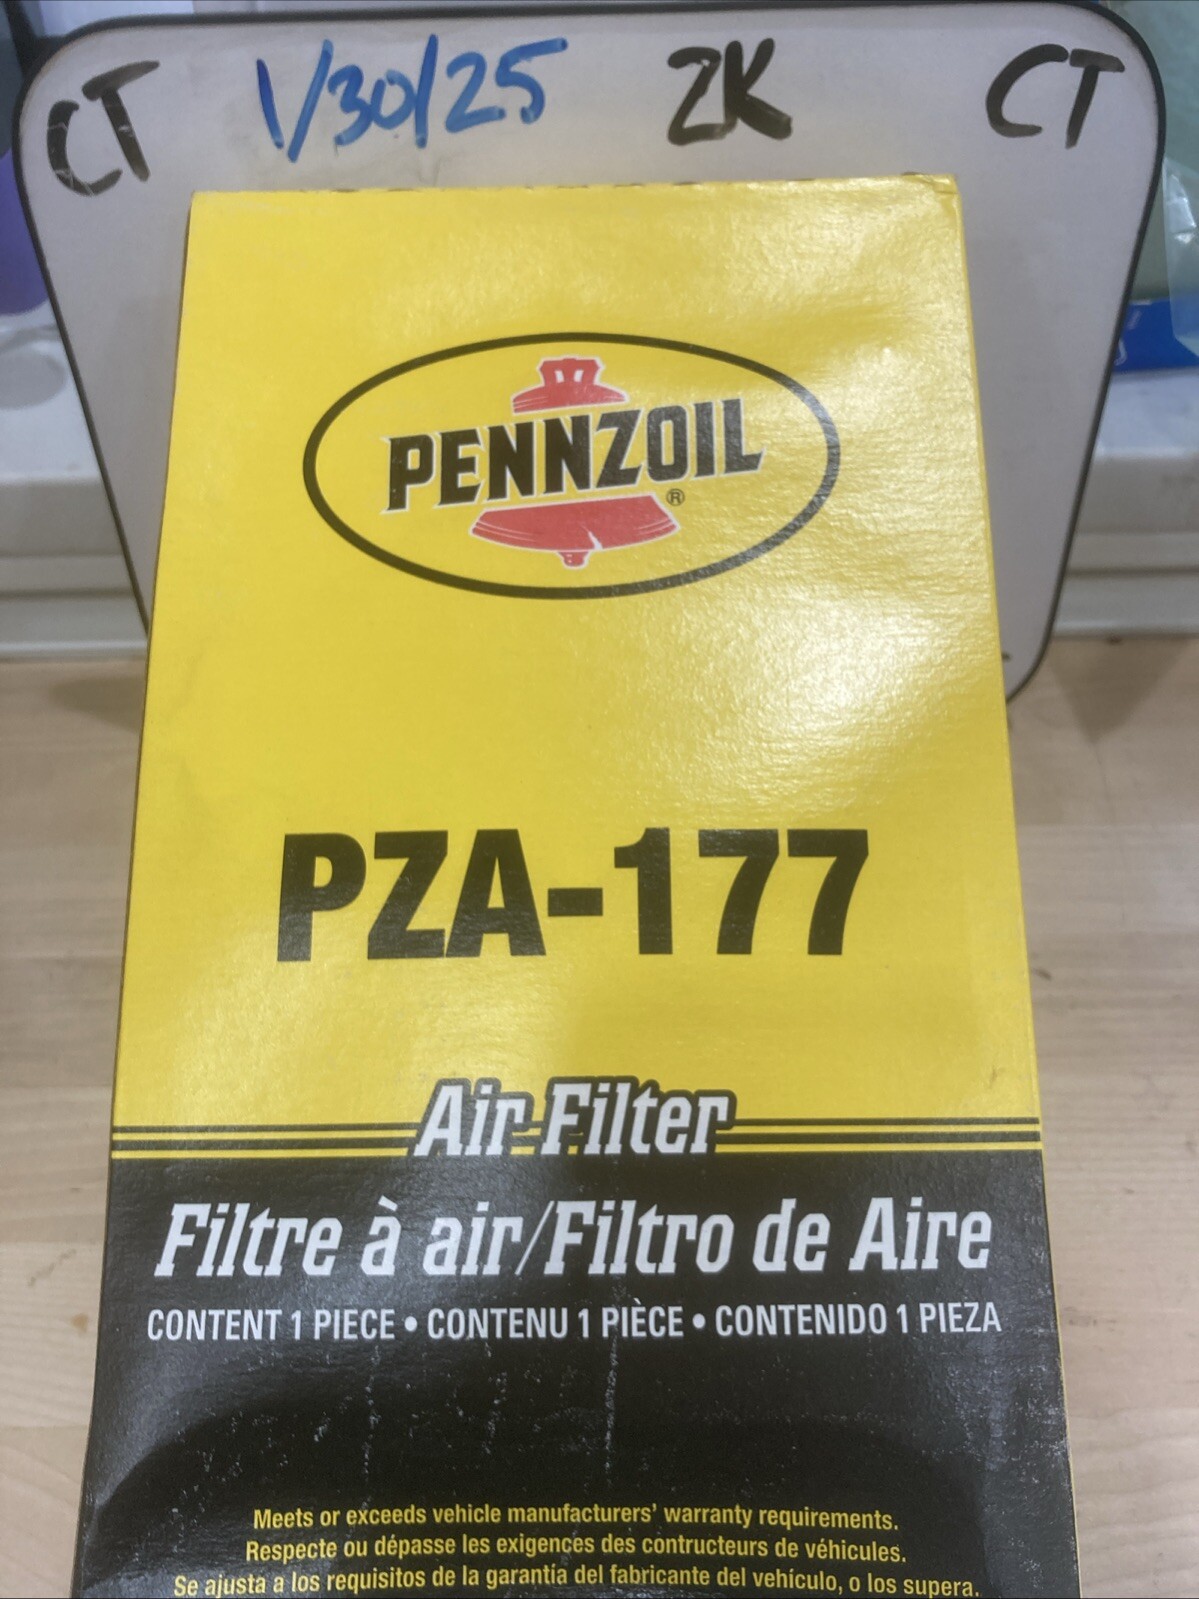 CT 1/30/25 ZK CT
PENNZOIL®
PZA-177
Air Filter
Filtre à air/Filtro de Aire
CONTENT 1 PIECE • CONTENU 1 PIÈCE • CONTENIDO 1 PIEZA
Meets or exceeds vehicle manufacturers' warranty requirements.
Respecte ou dépasse les exigences des contructeurs de véhicules.
Se ajusta a los requisitos de la garantía del fabricante del vehículo, o los supera.